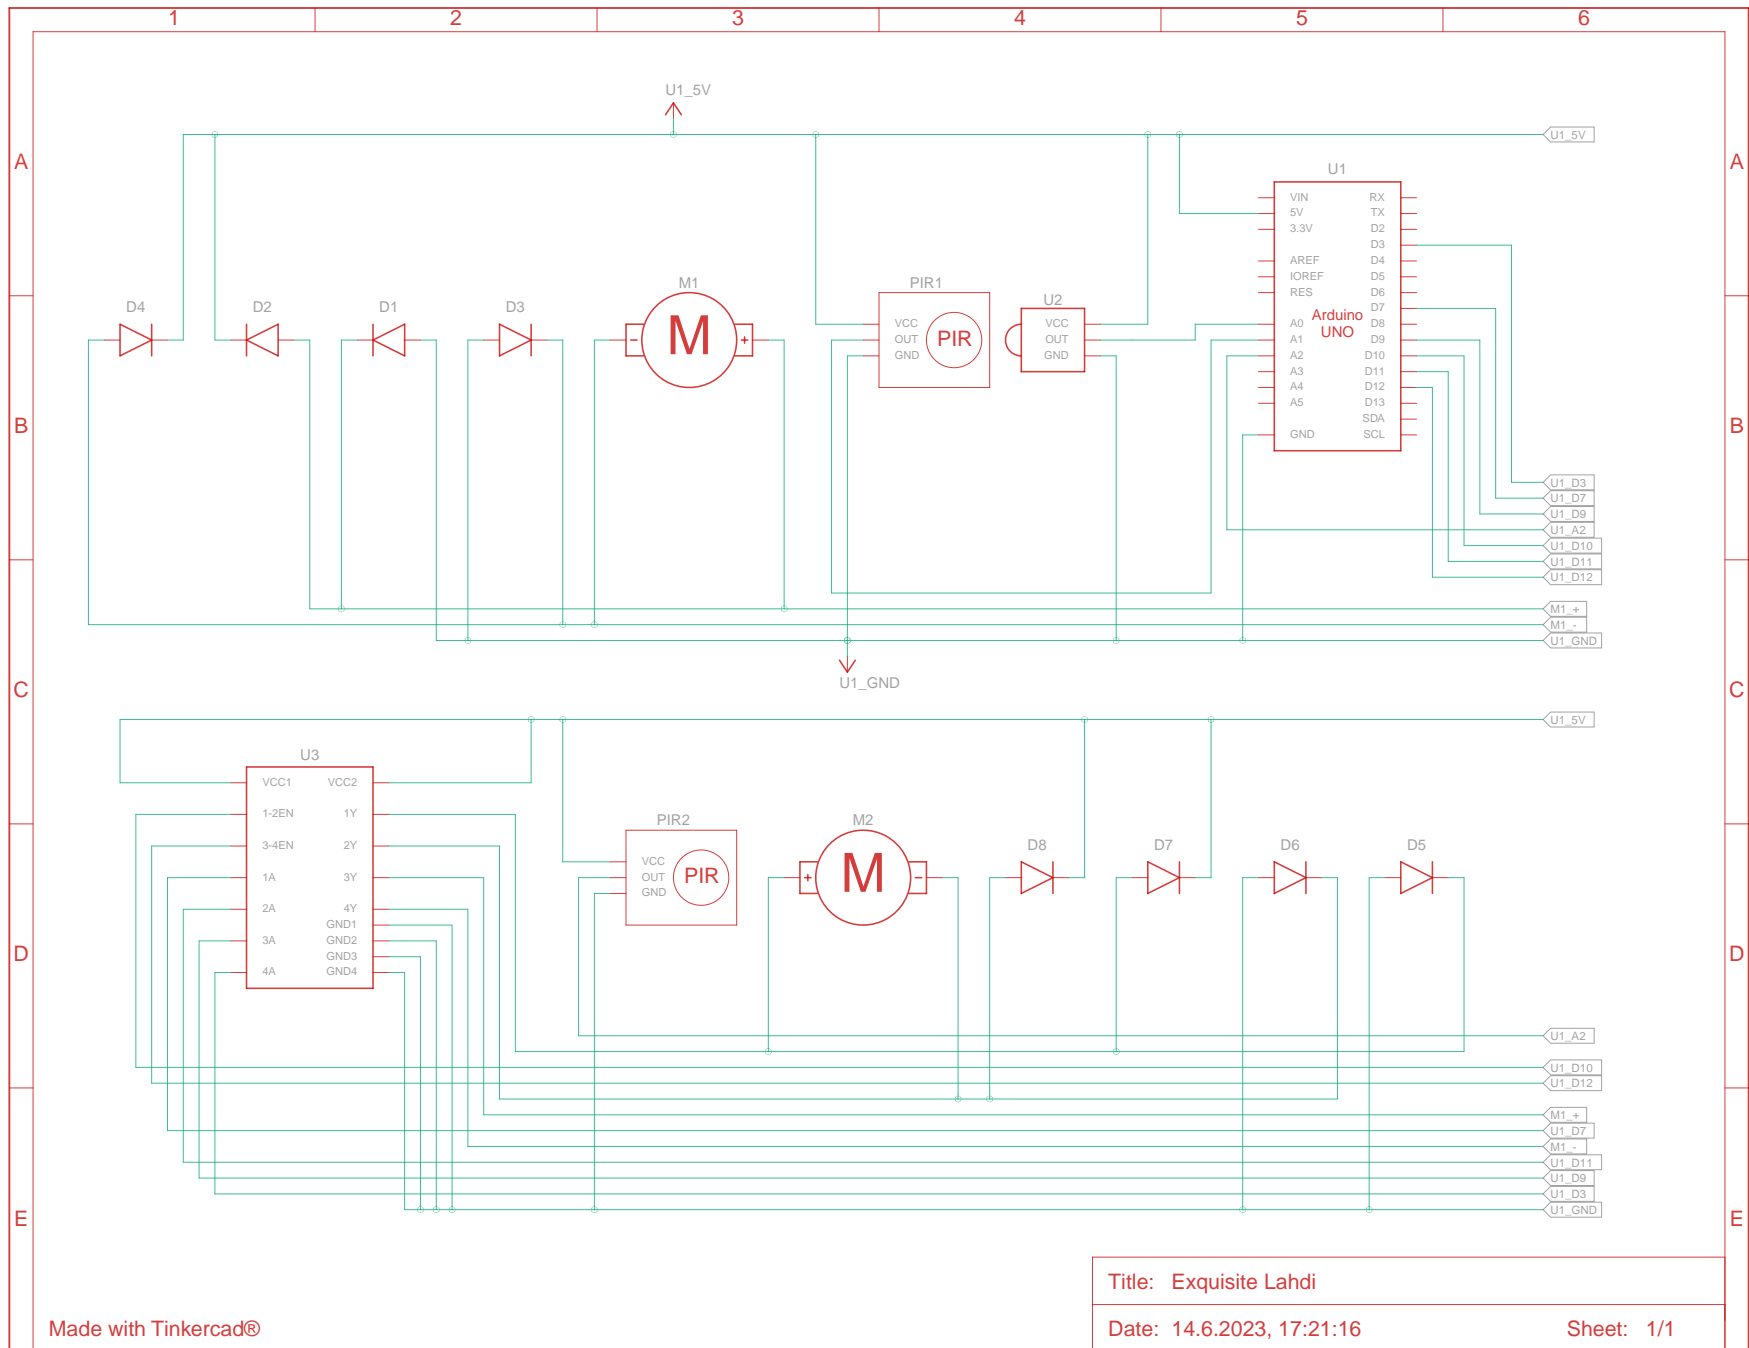 1 2 3 4 5 6
U1_5V
U1_5V
A A
U1
VIN RX
5V TX
3.3V D2
D3
AREF D4
IOREF D5
RES D6
D7
Arduino
UNO
A0 D8
A1 D9
A2 D10
A3 D11
A4 D12
A5 D13
SDA
GND SCL
D4 D2 D1 D3 M1 PIR1 U2
M
- +
VCC
OUT
GND
PIR
VCC
OUT
GND
B B
U1_D3
U1_D7
U1_D9
U1_A2
U1_D10
U1_D11
U1_D12
M1_+
M1_-
U1_GND
U1_GND
C C
U1_5V
U3
VCC1 VCC2
1-2EN 1Y
3-4EN 2Y
1A 3Y
2A 4Y
GND1
3A GND2
GND3
4A GND4
PIR2 M2 D8 D7 D6 D5
VCC
OUT
GND
PIR
M
+ -
D D
U1_A2
U1_D10
U1_D12
M1_+
U1_D7
M1_-
U1_D11
U1_D9
U1_D3
U1_GND
E E
Title: Exquisite Lahdi
Made with Tinkercad®
Date: 14.6.2023, 17:21:16 Sheet: 1/1